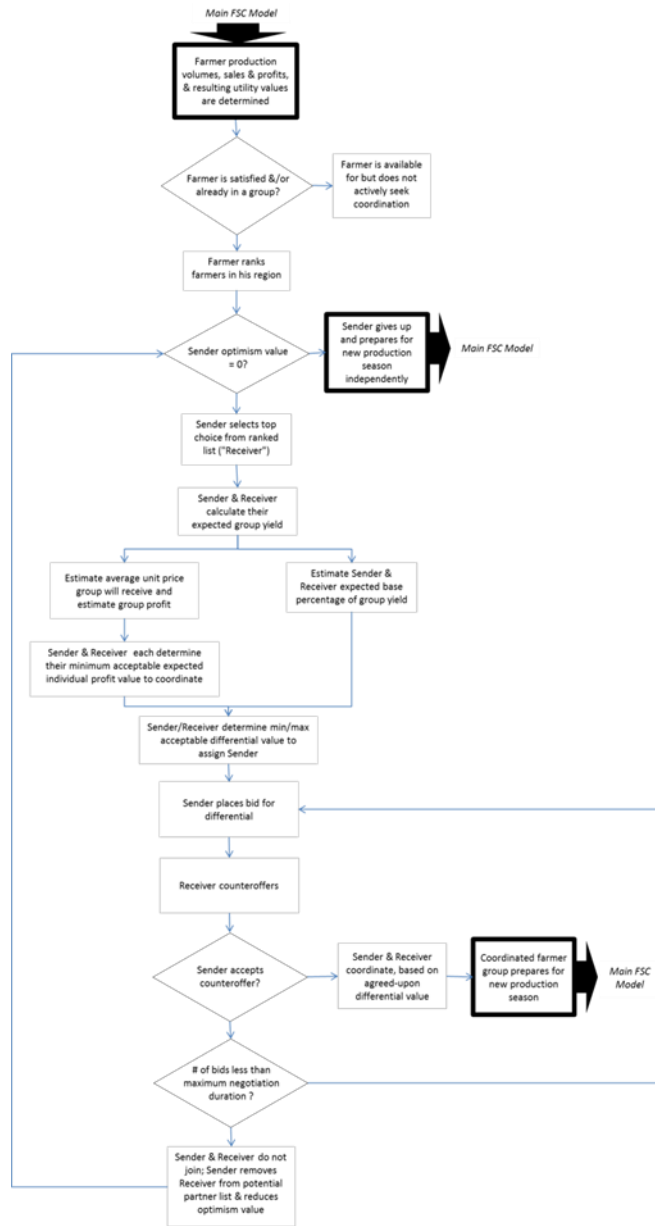 Main FSC Model
Farmer production
volumes, sales & profits,
& resulting utility values
are determined
Farmer is satisfied &/or
already in a group?
Farmer is available
for but does not
actively seek
coordination
Farmer ranks
farmers in his region
Sender optimism value
= 0?
Sender gives up
and prepares for
new production
season
independently
Main FSC Model
Sender selects top
choice from ranked
list ("Receiver")
Sender & Receiver
calculate their
expected group yield
Estimate average unit price
group will receive and
estimate group profit
Estimate Sender &
Receiver expected base
percentage of group yield
Sender & Receiver each determine
their minimum acceptable expected
individual profit value to coordinate
Sender/Receiver determine min/max
acceptable differential value to
assign Sender
Sender places bid for
differential
Receiver counteroffers
Sender accepts
counteroffer?
Sender & Receiver
coordinate, based on
agreed-upon
differential value
Coordinated farmer
group prepares for
new production
season
Main FSC
Model
# of bids less than
maximum negotiation
duration ?
Sender & Receiver do not
join; Sender removes
Receiver from potential
partner list & reduces
optimism value